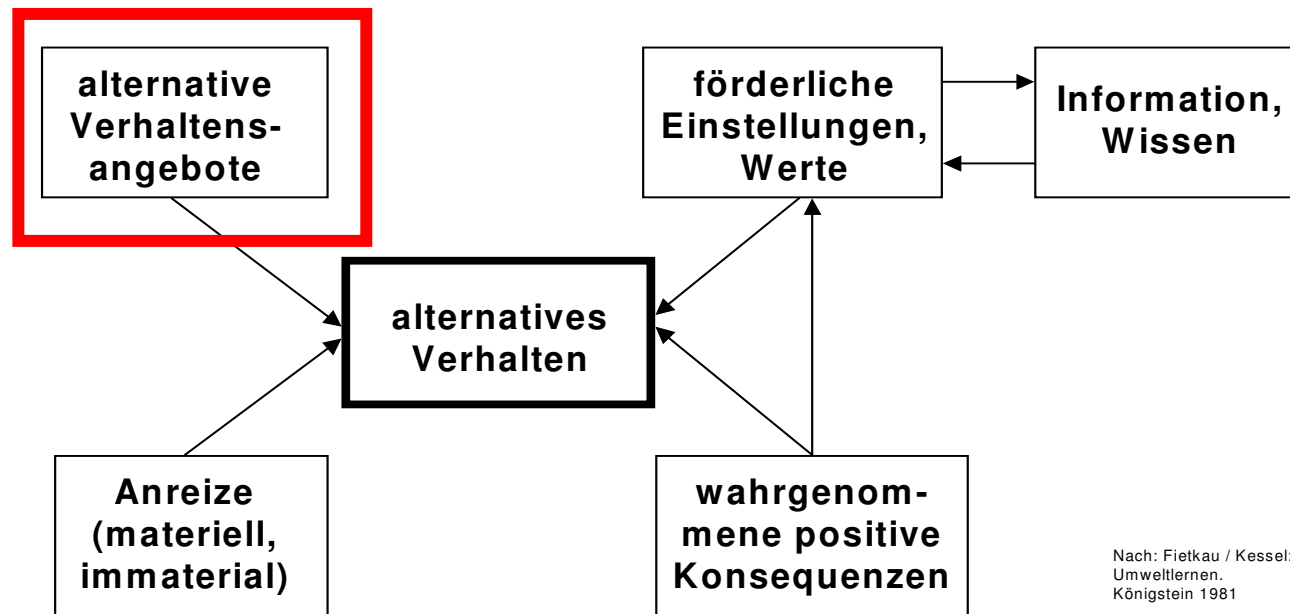 alternative
Verhaltens-
angebote
förderliche
Einstellungen,
Werte
Information,
Wissen
alternatives
Verhalten
Anreize
(materiell,
immaterial)
wahrgenom-
mene positive
Konsequenzen
Nach: Fietkau / Kessel:
Umweltlernen.
Königstein 1981